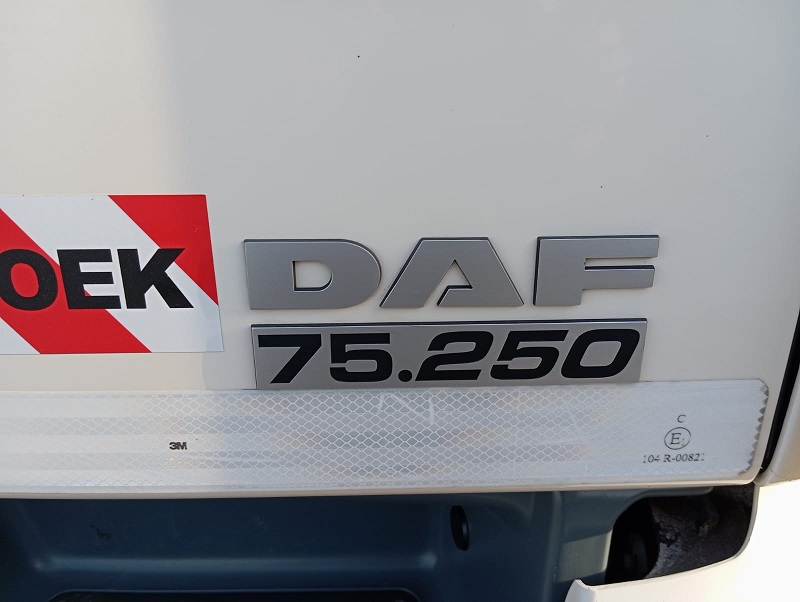 OEK
DAF
75.250
3M
C
E
104 R-00821